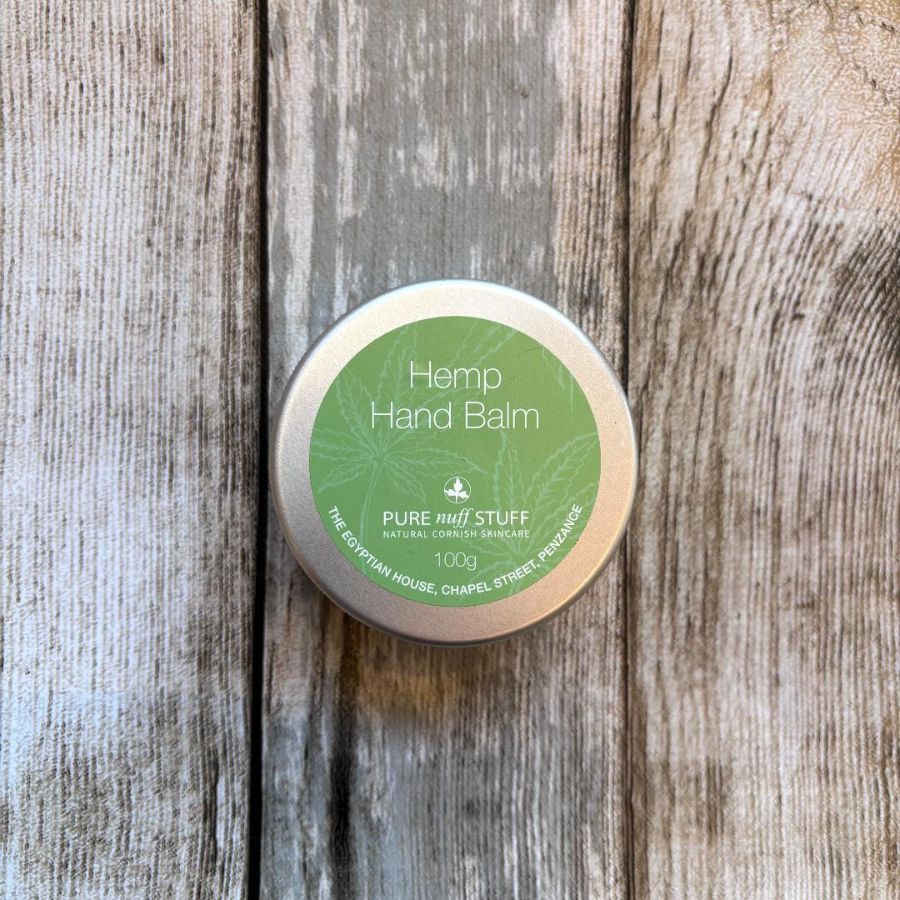 Hemp
Hand Balm
PURE nuff STUFF
NATURAL CORNISH SKINCARE
100g
THE EGYPTIAN HOUSE, CHAPEL STREET, PENZANCE